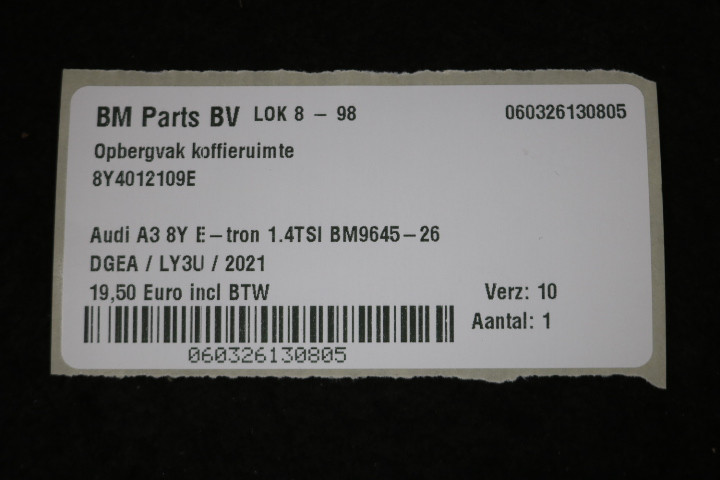 BM Parts BV LOK 8 - 98 060326130805
Opbergvak koffieruimte
8Y4012109E
Audi A3 8Y E-tron 1.4TSI BM9645-26
DGEA / LY3U / 2021
19,50 Euro incl BTW Verz: 10
Aantal: 1
060326130805